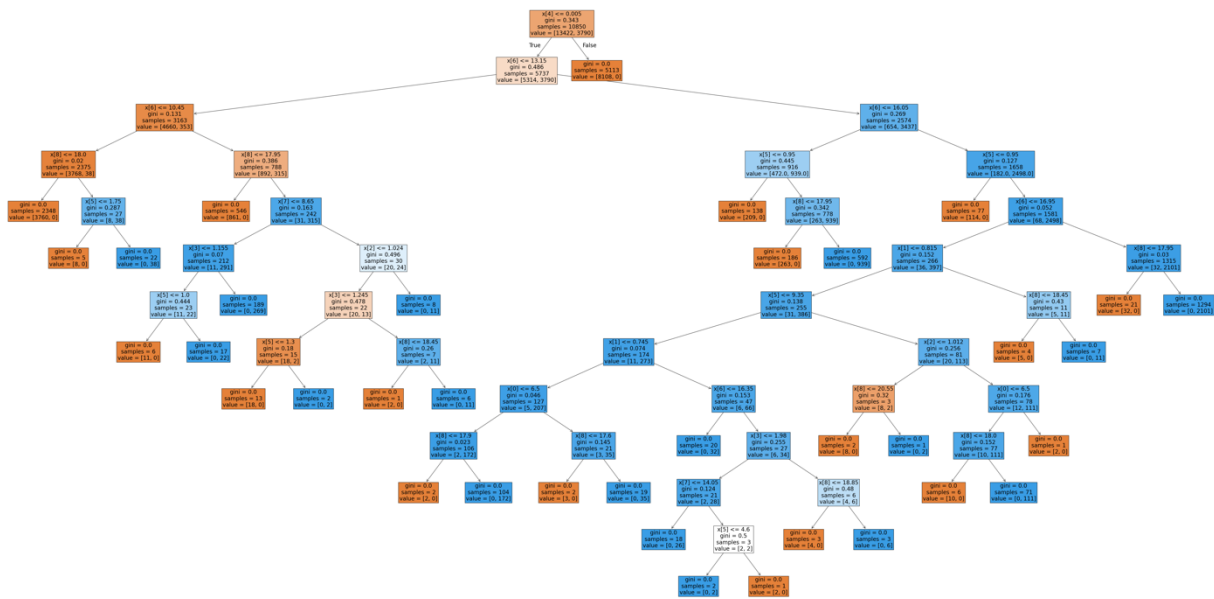 x[4] <= 0.005
gini = 0.343
samples = 10850
value = [13422, 3790]
True
False
x[6] <= 13.15
gini = 0.486
samples = 5737
value = [5314, 3790]
gini = 0.0
samples = 5113
value = [8108, 0]
x[6] <= 10.45
gini = 0.131
samples = 3163
value = [4660, 353]
x[6] <= 16.05
gini = 0.269
samples = 2574
value = [654, 3437]
x[8] <= 18.0
gini = 0.02
samples = 2375
value = [3768, 38]
x[8] <= 17.95
gini = 0.386
samples = 788
value = [892, 315]
x[5] <= 0.95
gini = 0.445
samples = 916
value = [472.0, 939.0]
x[5] <= 0.95
gini = 0.127
samples = 1658
value = [182.0, 2498.0]
gini = 0.0
samples = 2348
value = [3760, 0]
x[5] <= 1.75
gini = 0.287
samples = 27
value = [8, 38]
gini = 0.0
samples = 546
value = [861, 0]
x[7] <= 8.65
gini = 0.163
samples = 242
value = [31, 315]
gini = 0.0
samples = 138
value = [209, 0]
x[8] <= 17.95
gini = 0.342
samples = 778
value = [263, 939]
gini = 0.0
samples = 77
value = [114, 0]
x[6] <= 16.95
gini = 0.052
samples = 1581
value = [68, 2498]
gini = 0.0
samples = 5
value = [8, 0]
gini = 0.0
samples = 22
value = [0, 38]
x[3] <= 1.155
gini = 0.07
samples = 212
value = [11, 291]
x[2] <= 1.024
gini = 0.496
samples = 30
value = [20, 24]
gini = 0.0
samples = 186
value = [263, 0]
gini = 0.0
samples = 592
value = [0, 939]
x[1] <= 0.815
gini = 0.152
samples = 266
value = [36, 397]
x[8] <= 17.95
gini = 0.03
samples = 1315
value = [32, 2101]
x[5] <= 1.0
gini = 0.444
samples = 23
value = [11, 22]
gini = 0.0
samples = 189
value = [0, 269]
x[3] <= 1.245
gini = 0.478
samples = 22
value = [20, 13]
gini = 0.0
samples = 8
value = [0, 11]
x[5] <= 9.35
gini = 0.138
samples = 255
value = [31, 386]
x[8] <= 18.45
gini = 0.43
samples = 11
value = [5, 11]
gini = 0.0
samples = 21
value = [32, 0]
gini = 0.0
samples = 1294
value = [0, 2101]
gini = 0.0
samples = 6
value = [11, 0]
gini = 0.0
samples = 17
value = [0, 22]
x[5] <= 1.3
gini = 0.18
samples = 15
value = [18, 2]
x[8] <= 18.45
gini = 0.26
samples = 7
value = [2, 11]
x[1] <= 0.745
gini = 0.074
samples = 174
value = [11, 273]
x[2] <= 1.012
gini = 0.256
samples = 81
value = [20, 113]
gini = 0.0
samples = 4
value = [5, 0]
gini = 0.0
samples = 7
value = [0, 11]
gini = 0.0
samples = 13
value = [18, 0]
gini = 0.0
samples = 2
value = [0, 2]
gini = 0.0
samples = 1
value = [2, 0]
gini = 0.0
samples = 6
value = [0, 11]
x[0] <= 6.5
gini = 0.046
samples = 127
value = [5, 207]
x[6] <= 16.35
gini = 0.153
samples = 47
value = [6, 66]
x[8] <= 20.55
gini = 0.32
samples = 3
value = [8, 2]
x[0] <= 6.5
gini = 0.176
samples = 78
value = [12, 111]
x[8] <= 17.9
gini = 0.023
samples = 106
value = [2, 172]
x[8] <= 17.6
gini = 0.145
samples = 21
value = [3, 35]
gini = 0.0
samples = 20
value = [0, 32]
x[3] <= 1.98
gini = 0.255
samples = 27
value = [6, 34]
gini = 0.0
samples = 2
value = [8, 0]
gini = 0.0
samples = 1
value = [0, 2]
x[8] <= 18.0
gini = 0.152
samples = 77
value = [10, 111]
gini = 0.0
samples = 1
value = [2, 0]
gini = 0.0
samples = 2
value = [2, 0]
gini = 0.0
samples = 104
value = [0, 172]
gini = 0.0
samples = 2
value = [3, 0]
gini = 0.0
samples = 19
value = [0, 35]
x[7] <= 14.05
gini = 0.124
samples = 21
value = [2, 28]
x[8] <= 18.85
gini = 0.48
samples = 6
value = [4, 6]
gini = 0.0
samples = 6
value = [10, 0]
gini = 0.0
samples = 71
value = [0, 111]
gini = 0.0
samples = 18
value = [0, 26]
x[5] <= 4.6
gini = 0.5
samples = 3
value = [2, 2]
gini = 0.0
samples = 3
value = [4, 0]
gini = 0.0
samples = 3
value = [0, 6]
gini = 0.0
samples = 2
value = [0, 2]
gini = 0.0
samples = 1
value = [2, 0]